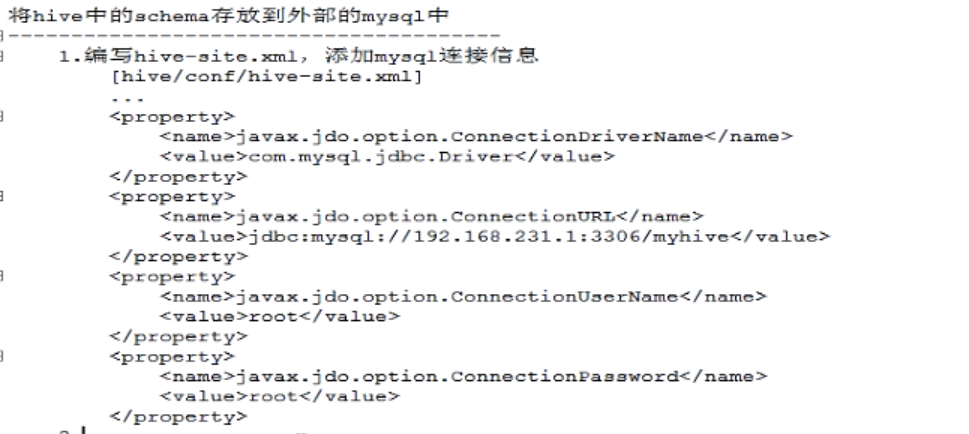 将hive中的schema存放到外部的mysql中
-------------------------------------------------
1.编写hive-site.xml，添加mysql连接信息
[hive/conf/hive-site.xml]
...
<property>
<name>javax.jdo.option.ConnectionDriverName</name>
<value>com.mysql.jdbc.Driver</value>
</property>
<property>
<name>javax.jdo.option.ConnectionURL</name>
<value>jdbc:mysql://192.168.231.1:3306/myhive</value>
</property>
<property>
<name>javax.jdo.option.ConnectionUserName</name>
<value>root</value>
</property>
<property>
<name>javax.jdo.option.ConnectionPassword</name>
<value>root</value>
</property>